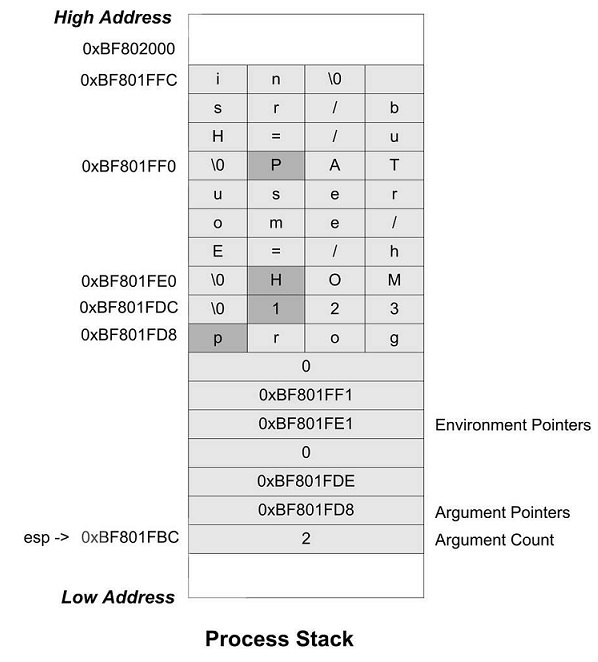 High Address
0xBF802000
0xBF801FFC i n \0
s r / b
H = / u
0xBF801FF0 \0 P A T
u s e r
o m e /
E = / h
0xBF801FE0 \0 H O M
0xBF801FDC \0 1 2 3
0xBF801FD8 p r o g
0
0xBF801FF1
0xBF801FE1 Environment Pointers
0
0xBF801FDE
0xBF801FD8 Argument Pointers
esp -> 0xBF801FBC 2 Argument Count
Low Address
Process Stack